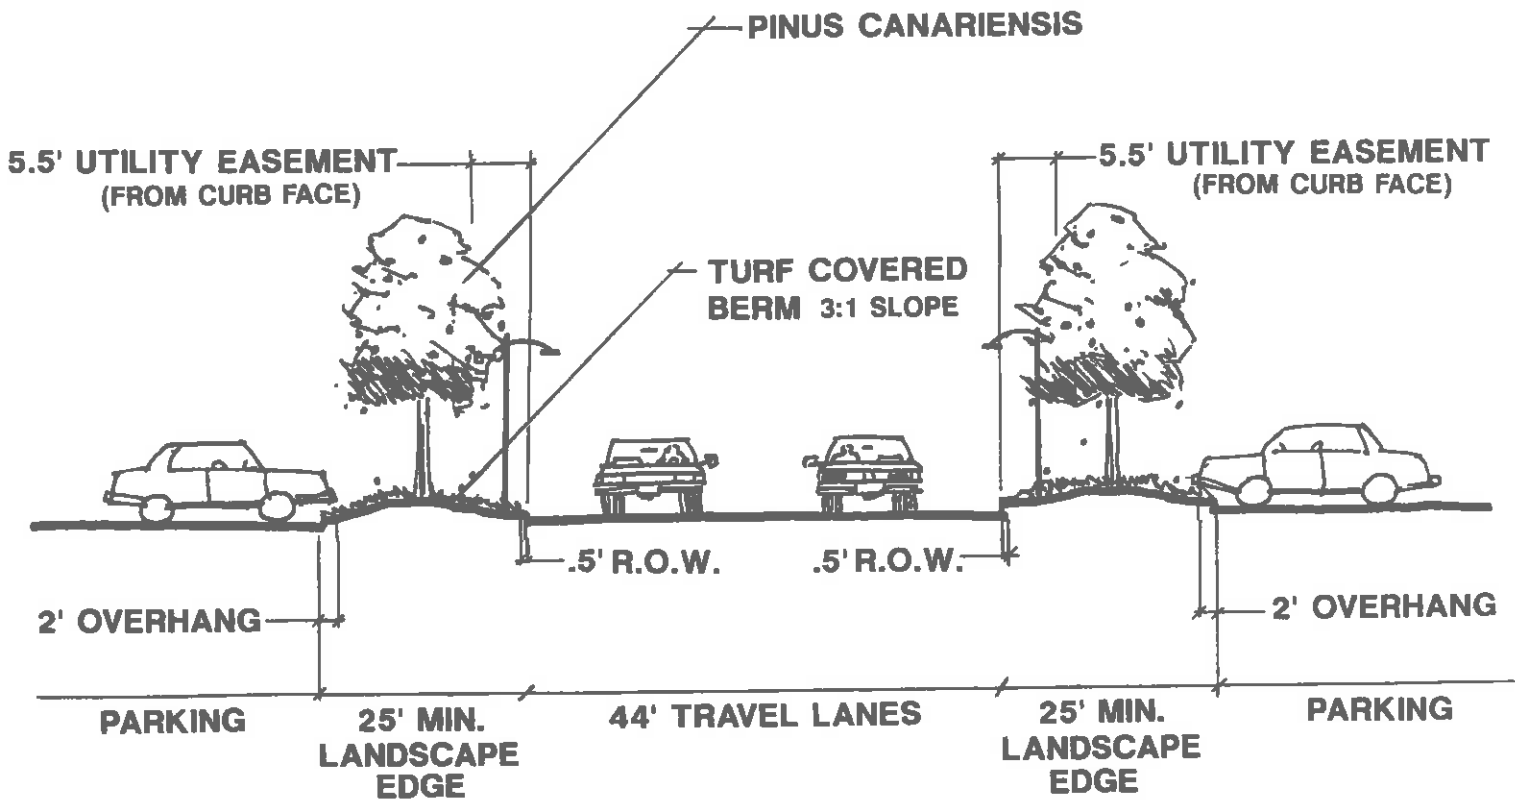 PINUS CANARIENSIS
5.5' UTILITY EASEMENT
(FROM CURB FACE)
5.5' UTILITY EASEMENT
(FROM CURB FACE)
TURF COVERED
BERM 3:1 SLOPE
.5' R.O.W.
.5' R.O.W.
2' OVERHANG
2' OVERHANG
PARKING
25' MIN.
LANDSCAPE
EDGE
44' TRAVEL LANES
25' MIN.
LANDSCAPE
EDGE
PARKING